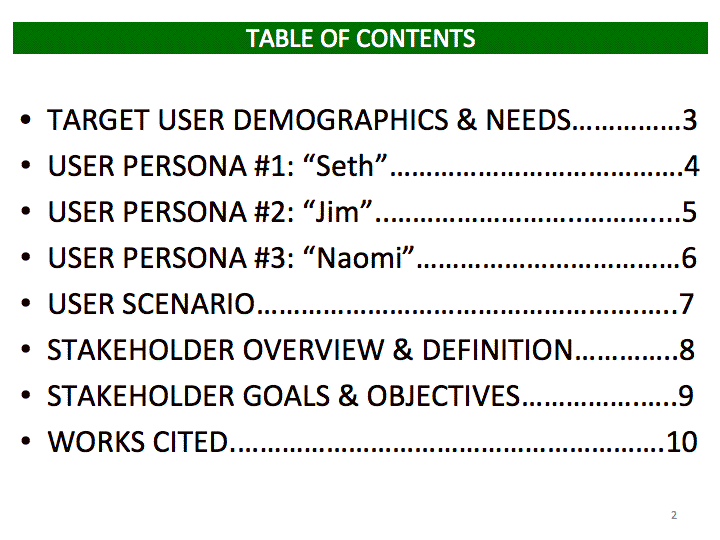 TABLE OF CONTENTS
• TARGET USER DEMOGRAPHICS & NEEDS……………3
• USER PERSONA #1: “Seth”………………………………….4
• USER PERSONA #2: “Jim”..……………………..………....5
• USER PERSONA #3: “Naomi”………………………………6
• USER SCENARIO…………………………………………….…..7
• STAKEHOLDER OVERVIEW & DEFINITION…………..8
• STAKEHOLDER GOALS & OBJECTIVES…………….…..9
• WORKS CITED.………………………………………………….10
2